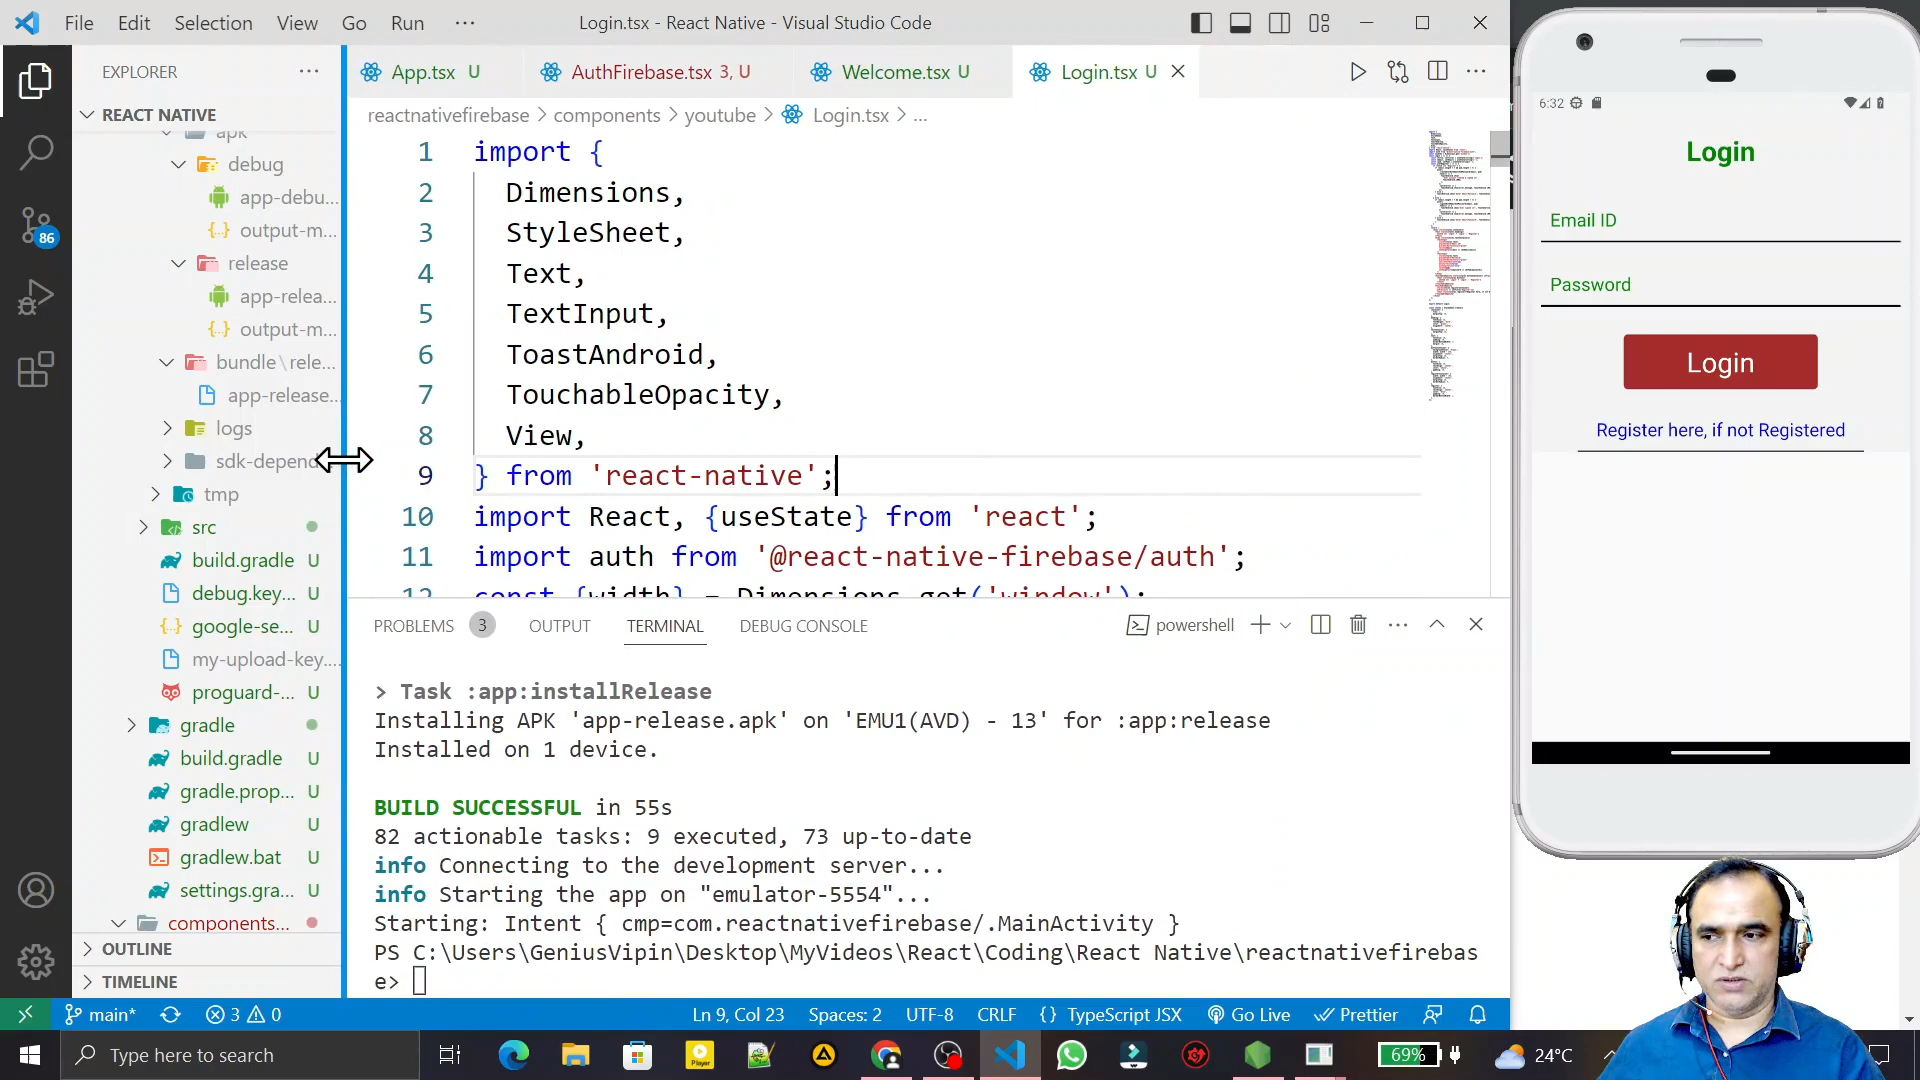 File Edit Selection View Go Run ···
Login.tsx - React Native - Visual Studio Code
EXPLORER
REACT NATIVE
apk
debug
app-debu...
output-m...
release
app-relea...
output-m...
bundle\rele...
app-release...
logs
sdk-depend
tmp
src
build.gradle U
debug.key... U
google-se... U
my-upload-key....
proguard-... U
gradle
build.gradle U
gradle.prop... U
gradlew U
gradlew.bat U
settings.gra... U
components...
OUTLINE
TIMELINE
86
App.tsx U
AuthFirebase.tsx 3, U
Welcome.tsx U
Login.tsx U
reactnativefirebase > components > youtube > Login.tsx > ...
1 import {
2 Dimensions,
3 StyleSheet,
4 Text,
5 TextInput,
6 ToastAndroid,
7 TouchableOpacity,
8 View,
9 } from 'react-native';
10 import React, {useState} from 'react';
11 import auth from '@react-native-firebase/auth';
12 const {width} = Dimensions.get('window');
PROBLEMS 3 OUTPUT TERMINAL DEBUG CONSOLE
powershell
> Task :app:installRelease
Installing APK 'app-release.apk' on 'EMU1(AVD) - 13' for :app:release
Installed on 1 device.
BUILD SUCCESSFUL in 55s
82 actionable tasks: 9 executed, 73 up-to-date
info Connecting to the development server...
info Starting the app on "emulator-5554"...
Starting: Intent { cmp=com.reactnativefirebase/.MainActivity }
PS C:\Users\GeniusVipin\Desktop\MyVideos\React\Coding\React Native\reactnativefirebas
e>
main* 3 0
Ln 9, Col 23 Spaces: 2 UTF-8 CRLF {} TypeScript JSX Go Live Prettier
Type here to search
Player
69%
24°C
6:32
Login
Email ID
Password
Login
Register here, if not Registered